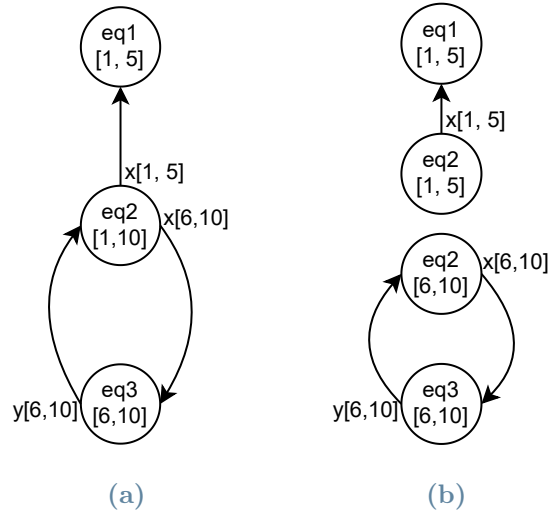 eq1
[1, 5]
x[1, 5]
eq2
[1,10]
x[6,10]
eq3
[6,10]
y[6,10]
(a)
eq1
[1, 5]
x[1, 5]
eq2
[1, 5]
eq2
[6,10]
x[6,10]
eq3
[6,10]
y[6,10]
(b)